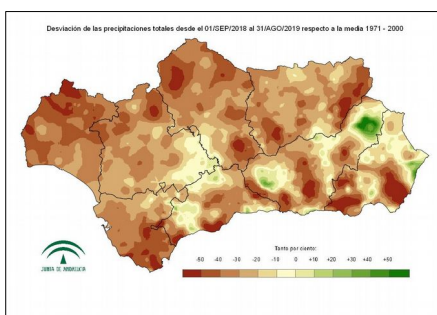 Desviación de las precipitaciones totales desde el 01/SEP/2018 al 31/AGO/2019 respecto a la media 1971 - 2000
Tanto por ciento:
-50 -40 -30 -20 -10 0 +10 +20 +30 +40 +50
JUNTA DE ANDALUCIA